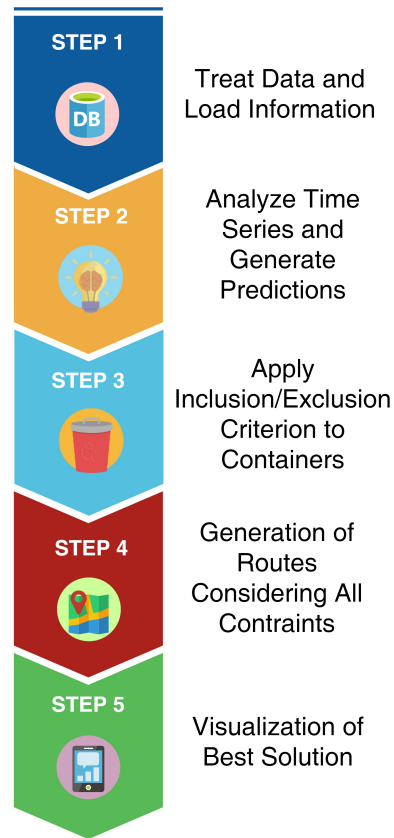 STEP 1
DB
Treat Data and
Load Information
STEP 2
Analyze Time
Series and
Generate
Predictions
STEP 3
Apply
Inclusion/Exclusion
Criterion to
Containers
STEP 4
Generation of
Routes
Considering All
Contraints
STEP 5
Visualization of
Best Solution